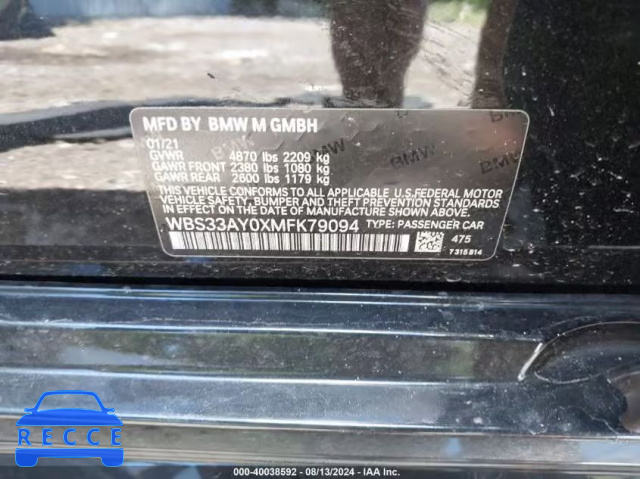 MFD BY BMW M GMBH
01/21
GVWR 4870 lbs 2209 kg
GAWR FRONT 2380 lbs 1080 kg
GAWR REAR 2600 lbs 1179 kg
THIS VEHICLE CONFORMS TO ALL APPLICABLE U.S.FEDERAL MOTOR
VEHICLE SAFETY, BUMPER AND THEFT PREVENTION STANDARDS
IN EFFECT ON THE DATE OF MANUFACTURE SHOWN ABOVE.
WBS33AY0XMFK79094 TYPE: PASSENGER CAR
475
7 315 814
RECCE
000-40038592 - 08/13/2024 - IAA Inc.